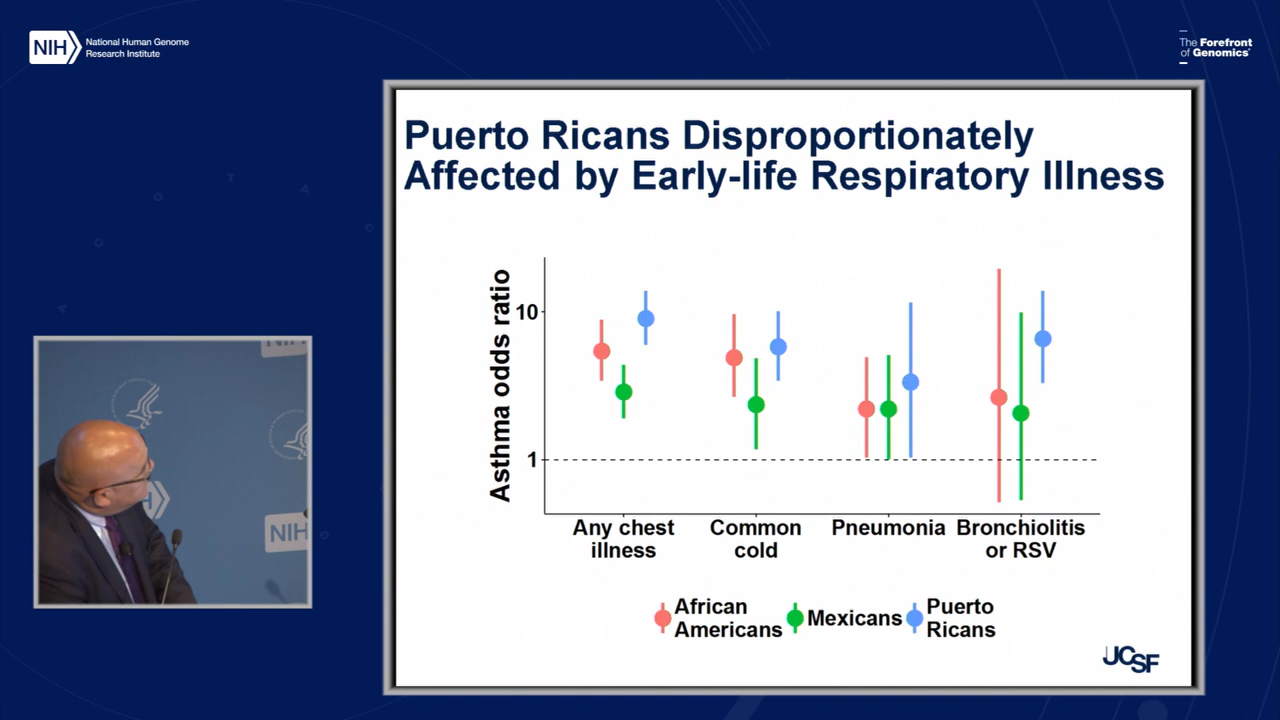 NIH
National Human Genome
Research Institute
The Forefront
of Genomics
Puerto Ricans Disproportionately
Affected by Early-life Respiratory Illness
Asthma odds ratio
10
1
Any chest
illness
Common
cold
Pneumonia
Bronchiolitis
or RSV
African
Americans
Mexicans
Puerto
Ricans
UCSF
NIH
NIH